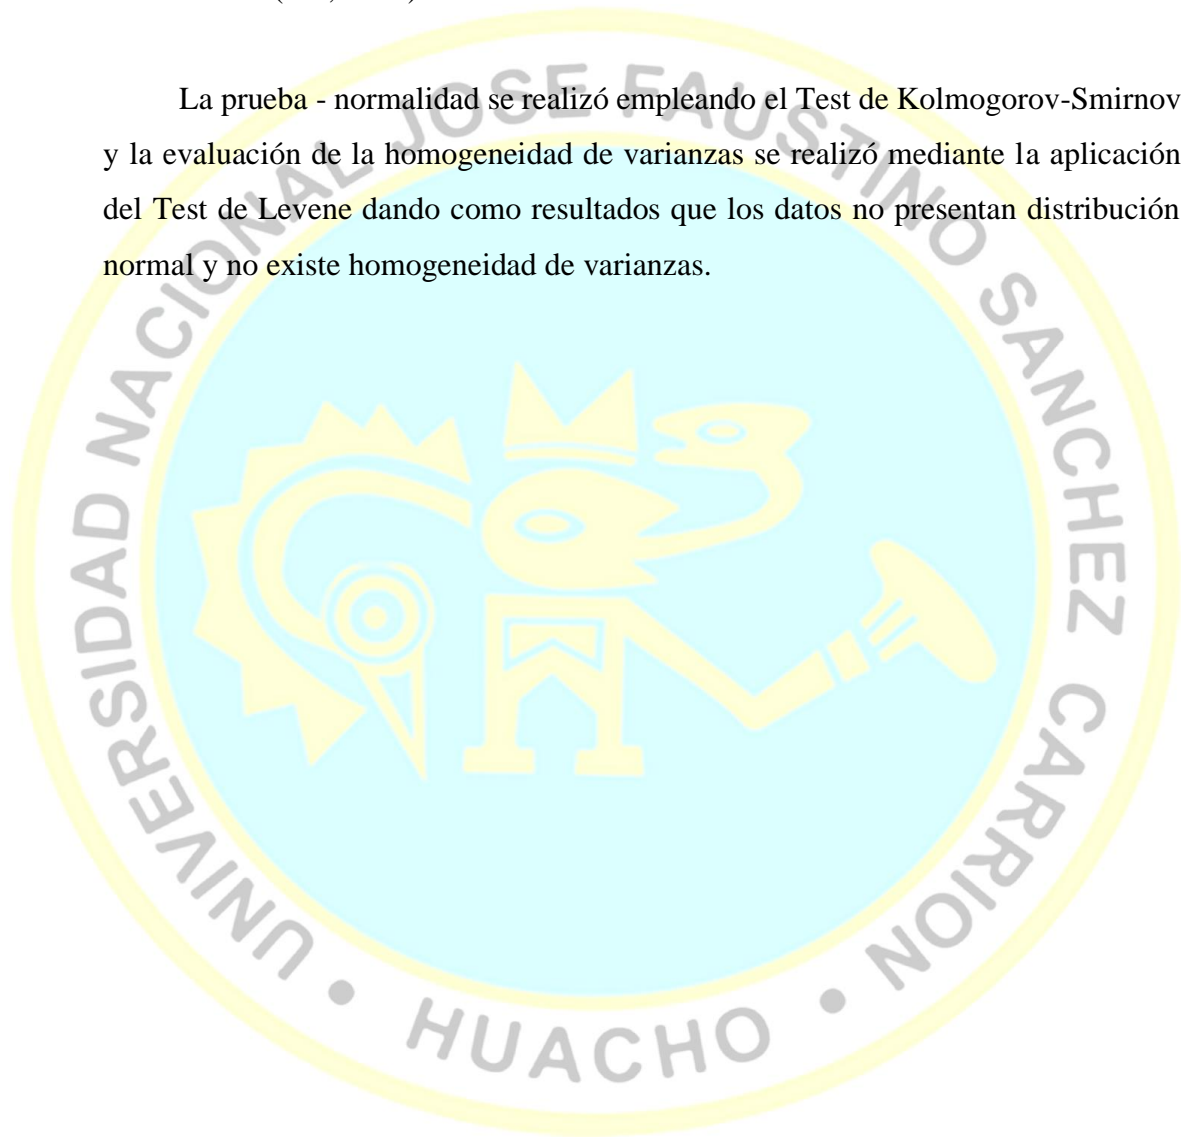 La prueba - normalidad se realizó empleando el Test de Kolmogorov-Smirnov
y la evaluación de la homogeneidad de varianzas se realizó mediante la aplicación
del Test de Levene dando como resultados que los datos no presentan distribución
normal y no existe homogeneidad de varianzas.
UNIVERSIDAD NACIONAL JOSE FAUSTINO SANCHEZ CARRION • HUACHO •